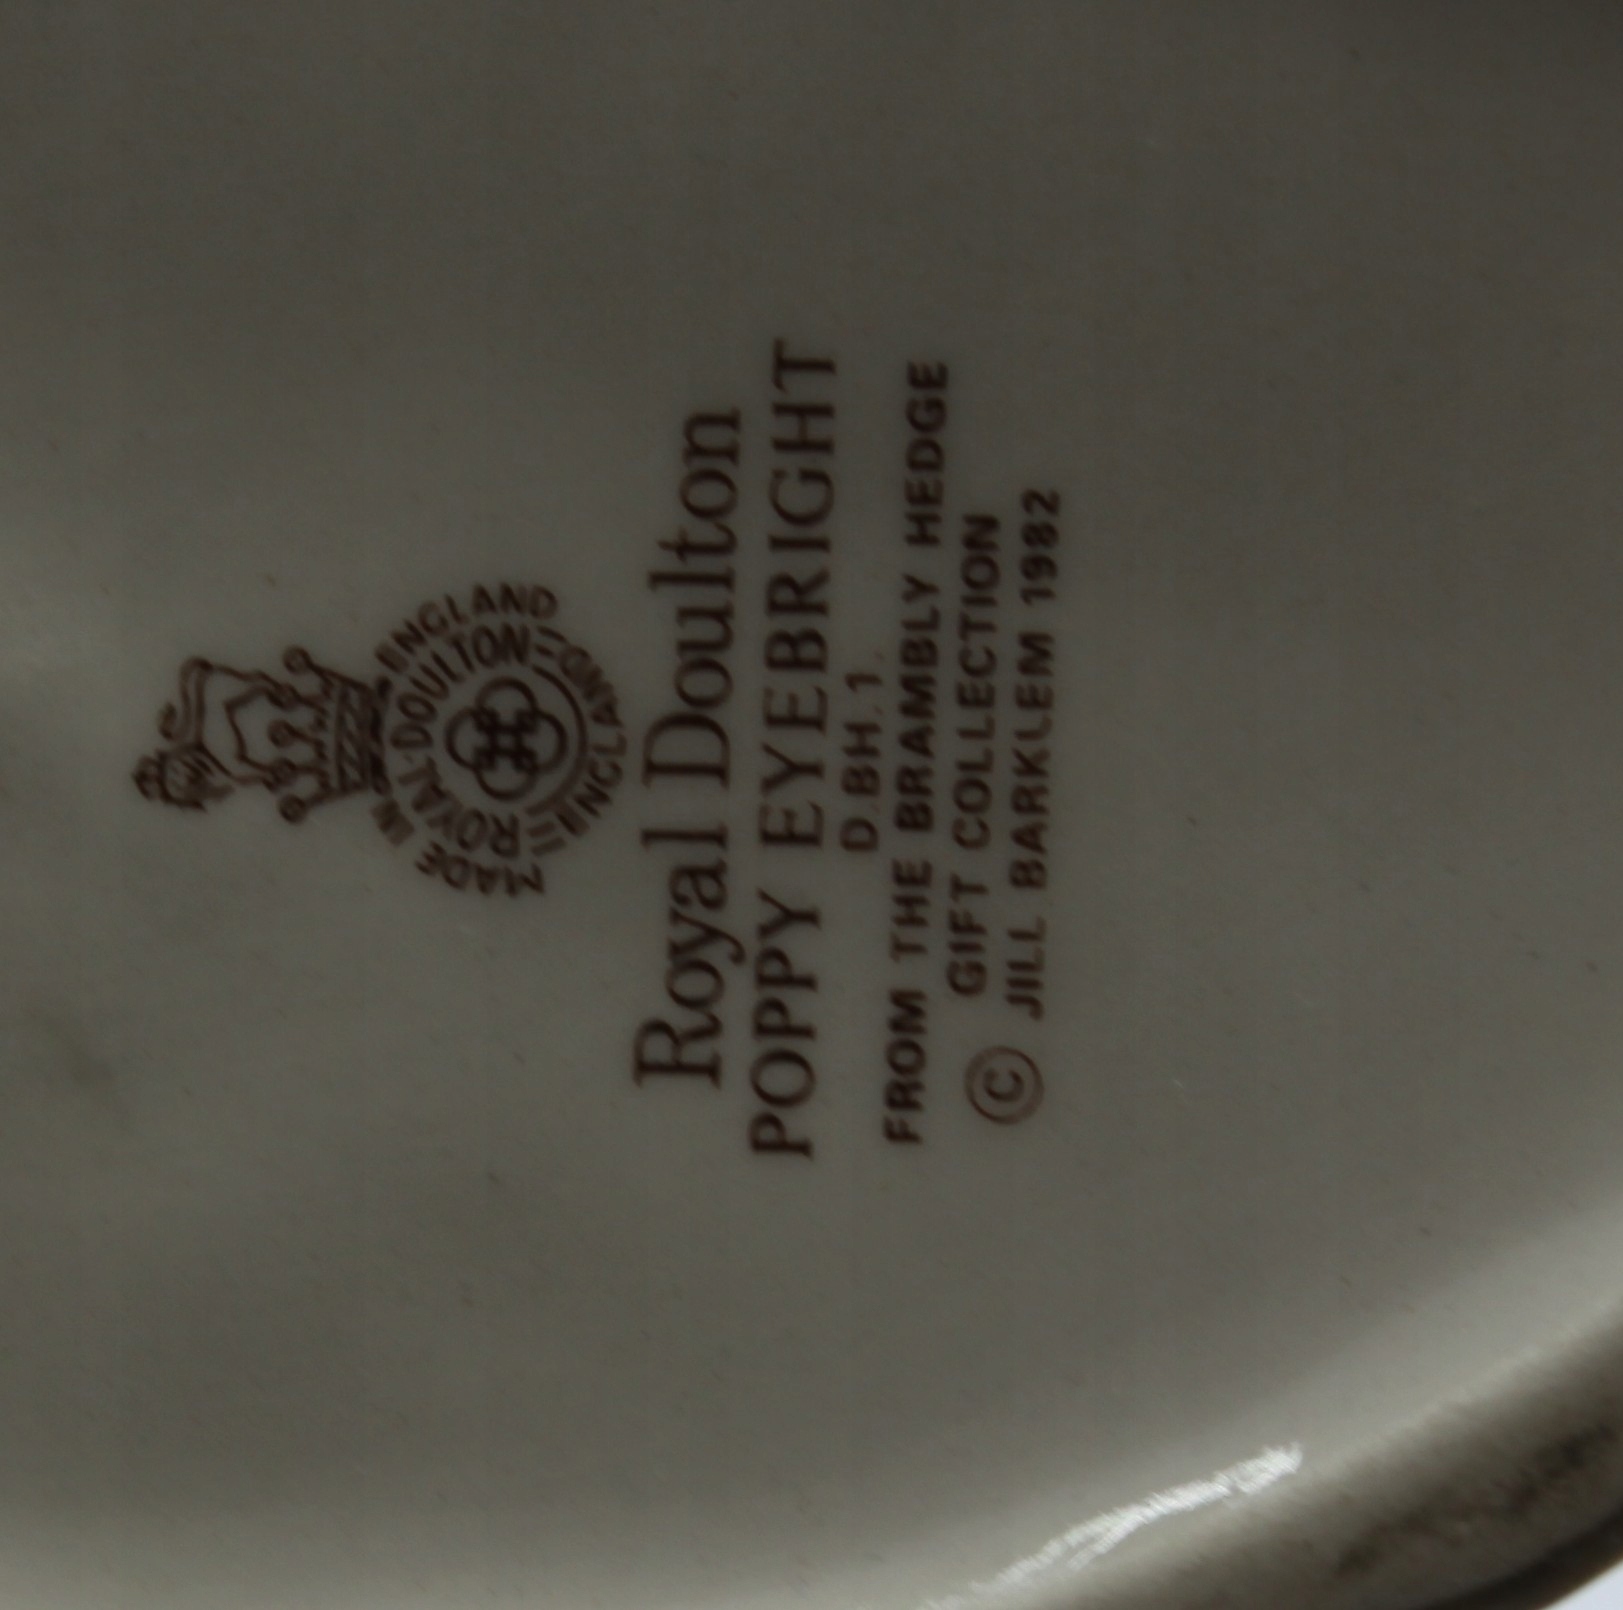 MADE IN ENGLAND
ROYAL·DOULTON
ENGLAND
Royal Doulton
POPPY EYEBRIGHT
D.BH.1.
FROM THE BRAMBLY HEDGE
GIFT COLLECTION
© JILL BARKLEM 1982